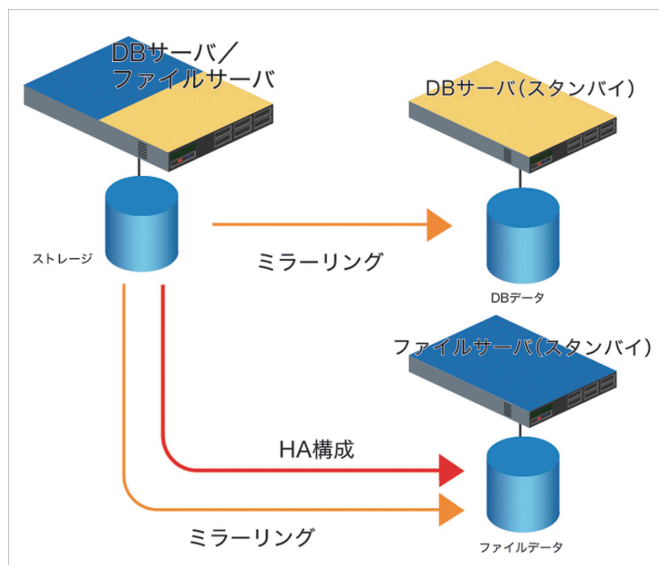 DBサーバ／
ファイルサーバ
DBサーバ(スタンバイ)
ストレージ
ミラーリング
DBデータ
ファイルサーバ(スタンバイ)
HA構成
ミラーリング
ファイルデータ